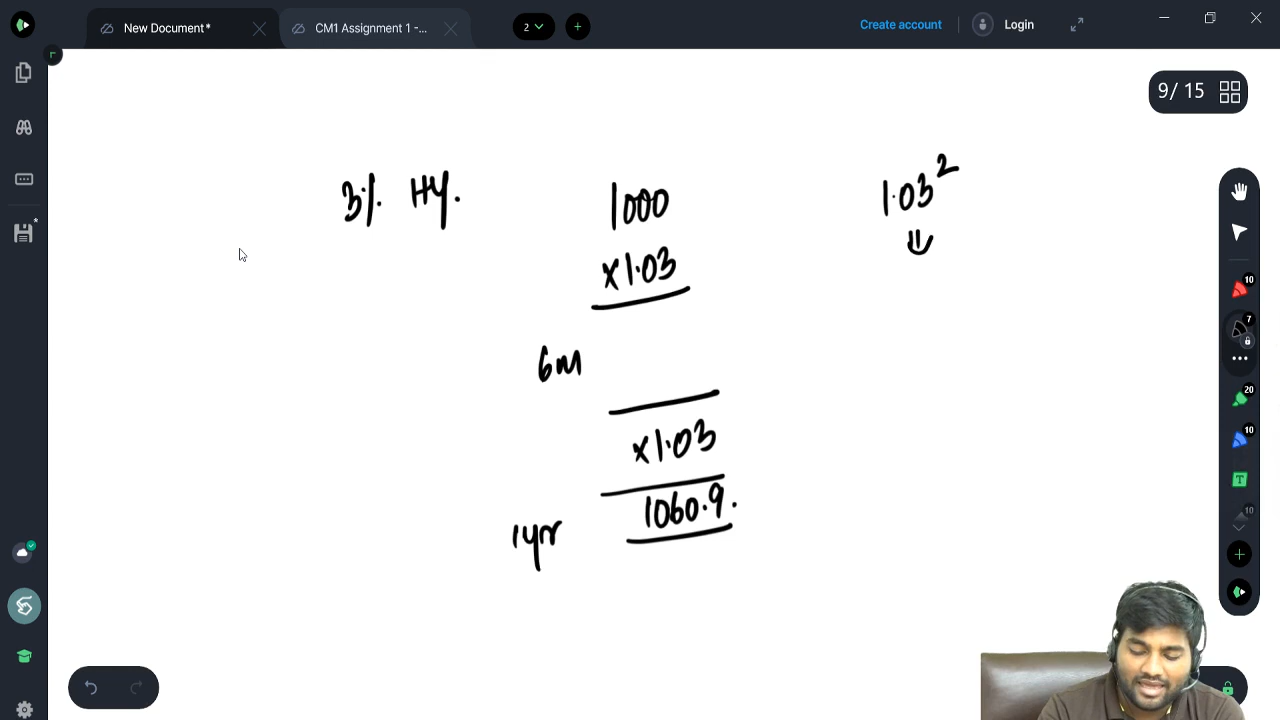 New Document*
CM1 Assignment 1 -...
2
+
Create account
Login
9/ 15
3% HY.
1000
x1.03
1.03²
6m
x1.03
1060.9.
1yr
10
7
20
10
T
10